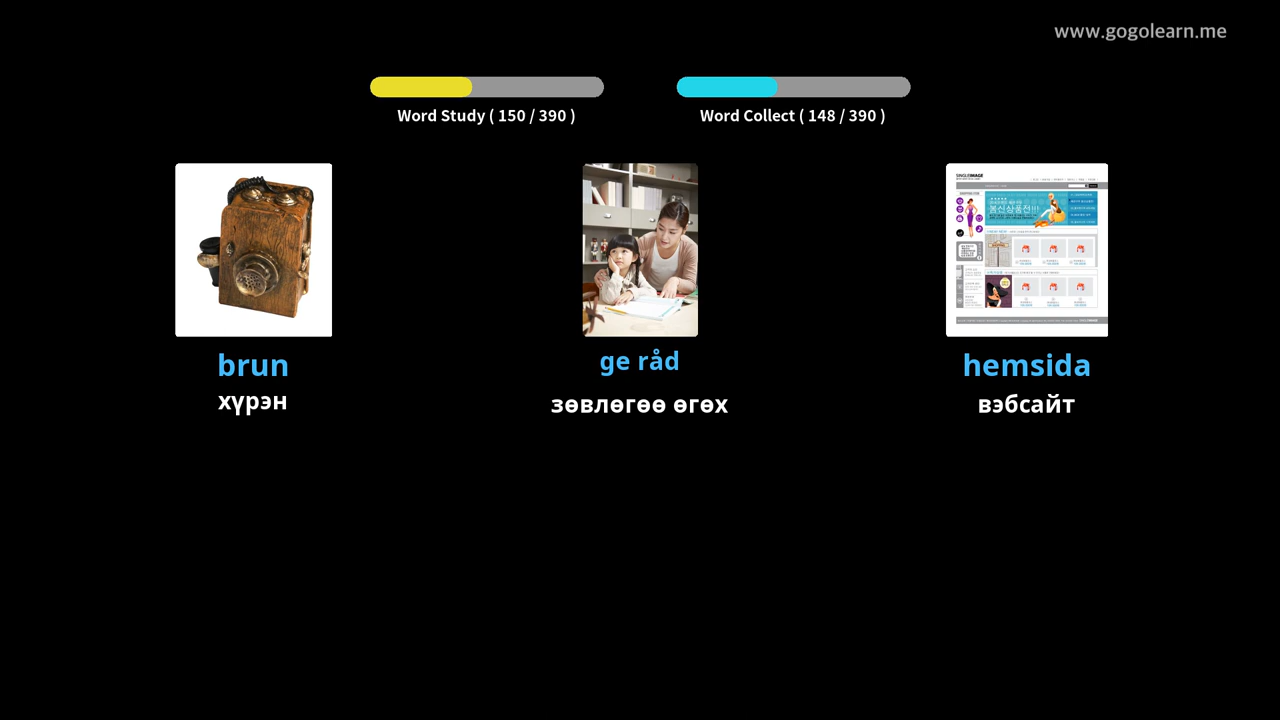 www.gogolearn.me
Word Study ( 150 / 390 )
Word Collect ( 148 / 390 )
brun
хүрэн
ge råd
зөвлөгөө өгөх
hemsida
вэбсайт